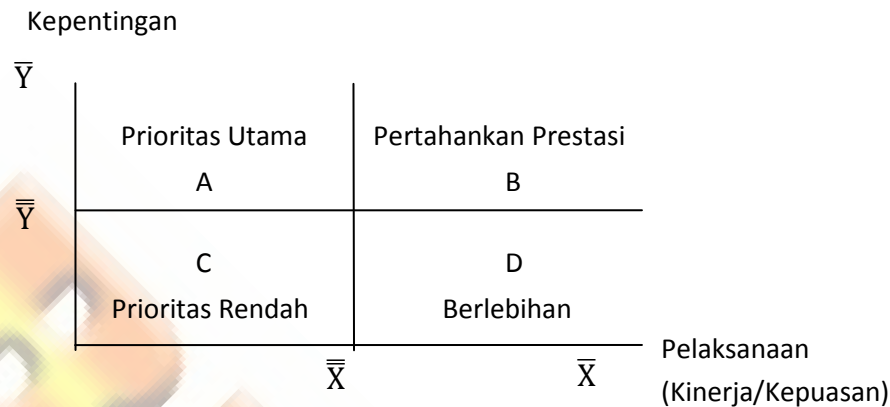 Kepentingan
Y̅
Prioritas Utama Pertahankan Prestasi
A B
Y̿
C D
Prioritas Rendah Berlebihan
X̿ X̅
Pelaksanaan
(Kinerja/Kepuasan)